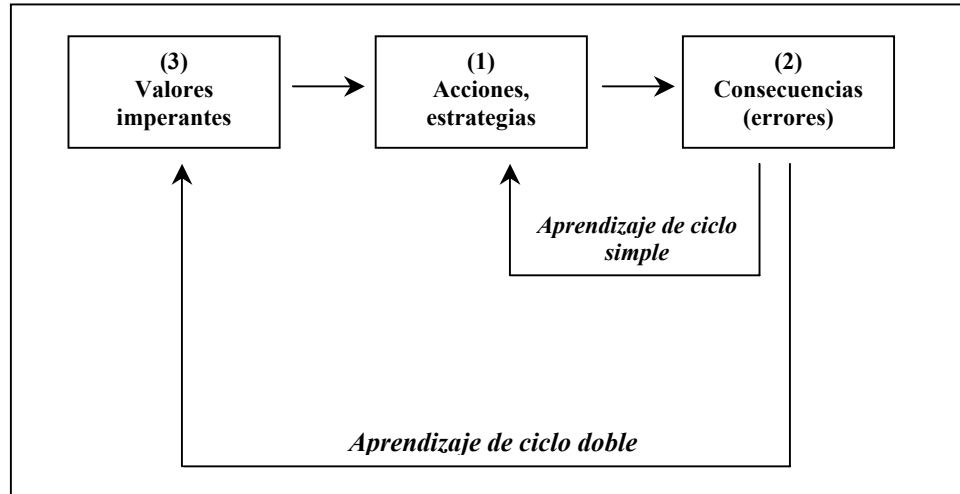 (3)
Valores
imperantes
(1)
Acciones,
estrategias
(2)
Consecuencias
(errores)
Aprendizaje de ciclo
simple
Aprendizaje de ciclo doble